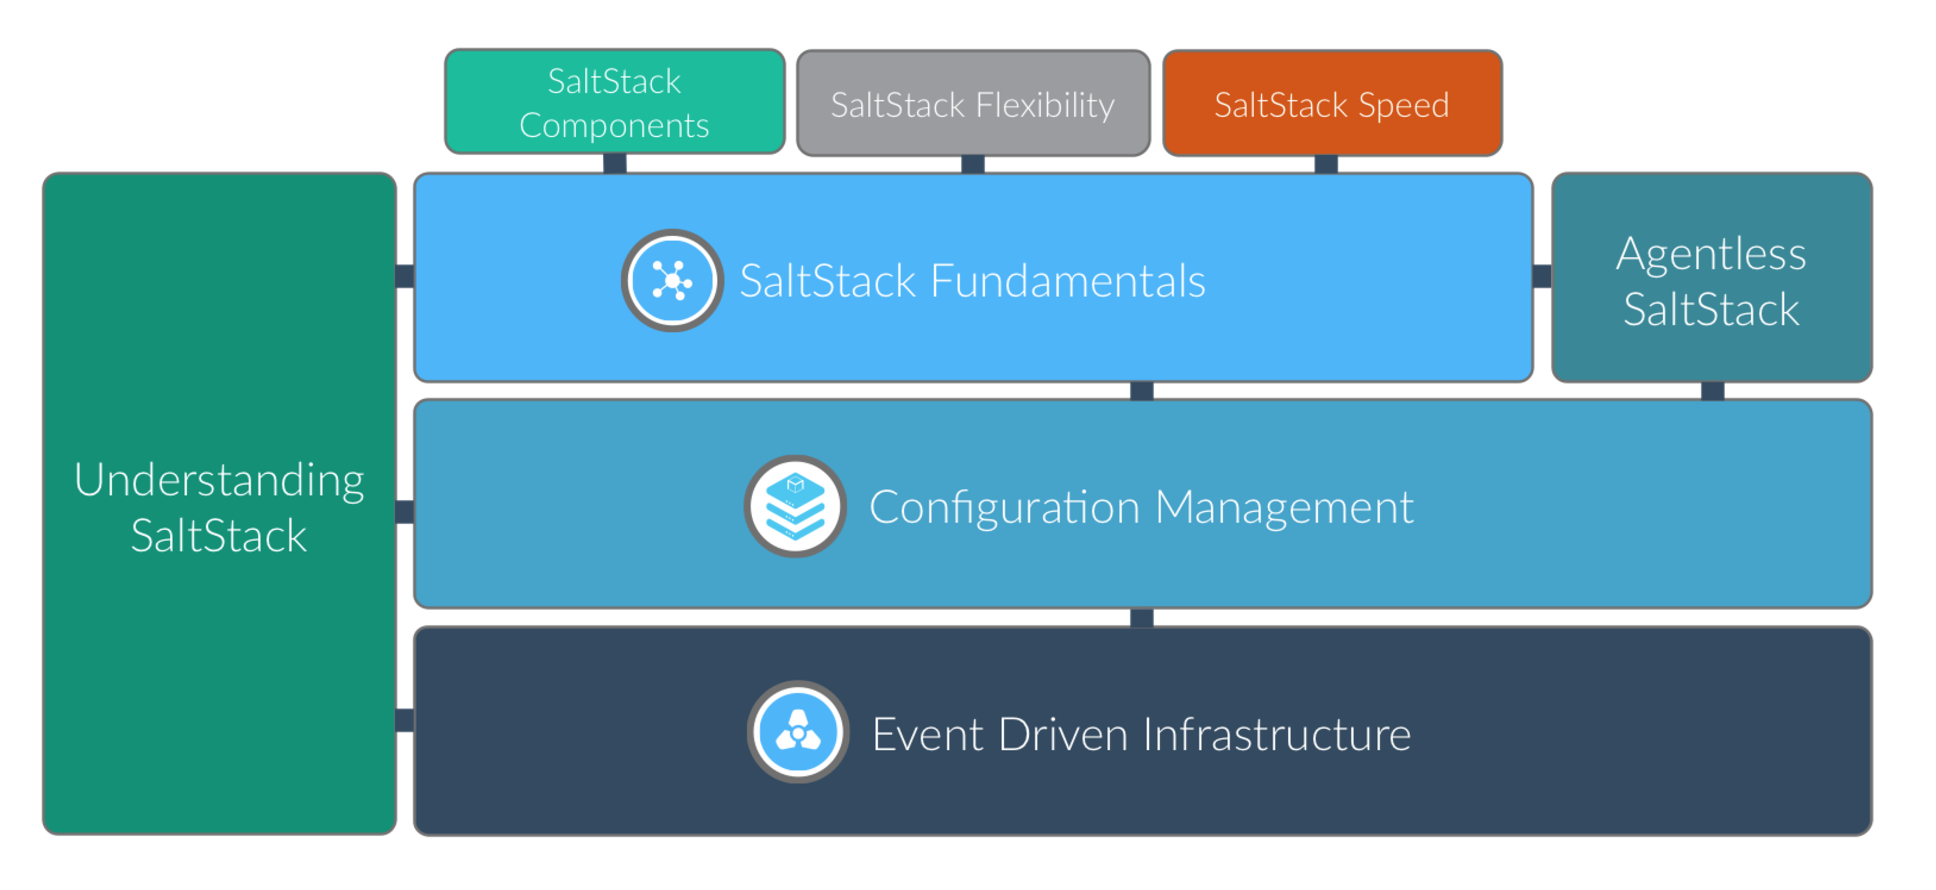 SaltStack
Components
SaltStack Flexibility
SaltStack Speed
SaltStack Fundamentals
Agentless
SaltStack
Understanding
SaltStack
Configuration Management
Event Driven Infrastructure